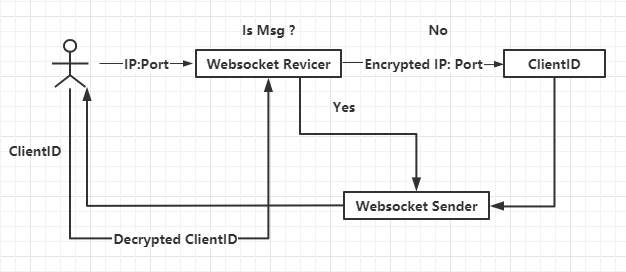 Is Msg ?
No
IP:Port
Websocket Revicer
Encrypted IP: Port
ClientID
Yes
ClientID
Websocket Sender
Decrypted ClientID